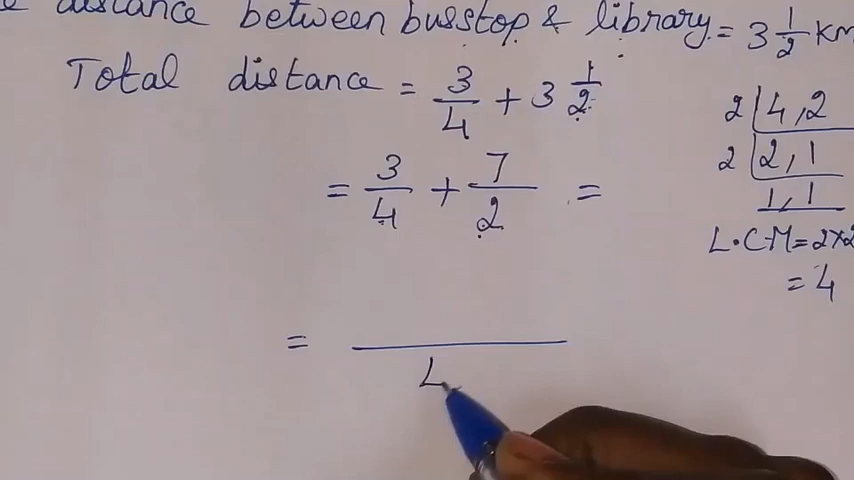 distance between busstop & library = 3 1/2 km
Total distance = 3/4 + 3 1/2
= 3/4 + 7/2 =
=
4
2 | 4, 2
2 | 2, 1
1, 1
L.C.M = 2×2
= 4